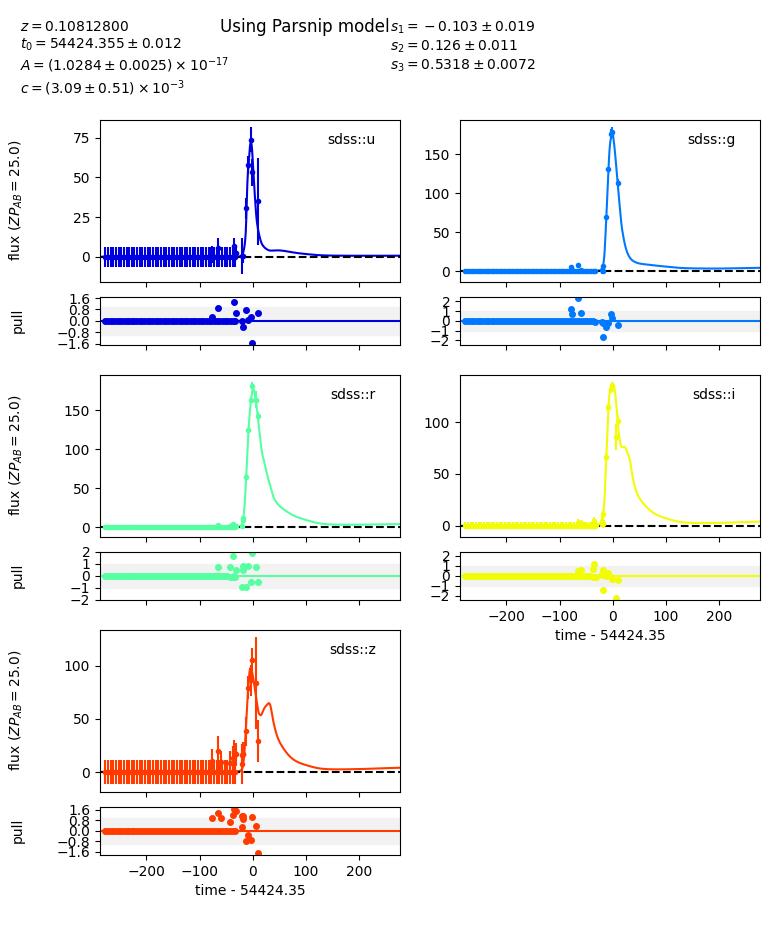 Using Parsnip model
z = 0.10812800
t0 = 54424.355 ± 0.012
A = (1.0284 ± 0.0025) × 10^−17
c = (3.09 ± 0.51) × 10^−3
s1 = −0.103 ± 0.019
s2 = 0.126 ± 0.011
s3 = 0.5318 ± 0.0072
flux (ZP_AB = 25.0)
75
50
25
0
sdss::u
150
100
50
0
sdss::g
pull
1.6
0.8
0.0
−0.8
−1.6
2
1
0
−1
−2
flux (ZP_AB = 25.0)
150
100
50
0
sdss::r
100
50
0
sdss::i
pull
2
1
0
−1
−2
2
1
0
−1
−2
−200 −100 0 100 200
time - 54424.35
flux (ZP_AB = 25.0)
100
50
0
sdss::z
pull
1.6
0.8
0.0
−0.8
−1.6
−200 −100 0 100 200
time - 54424.35